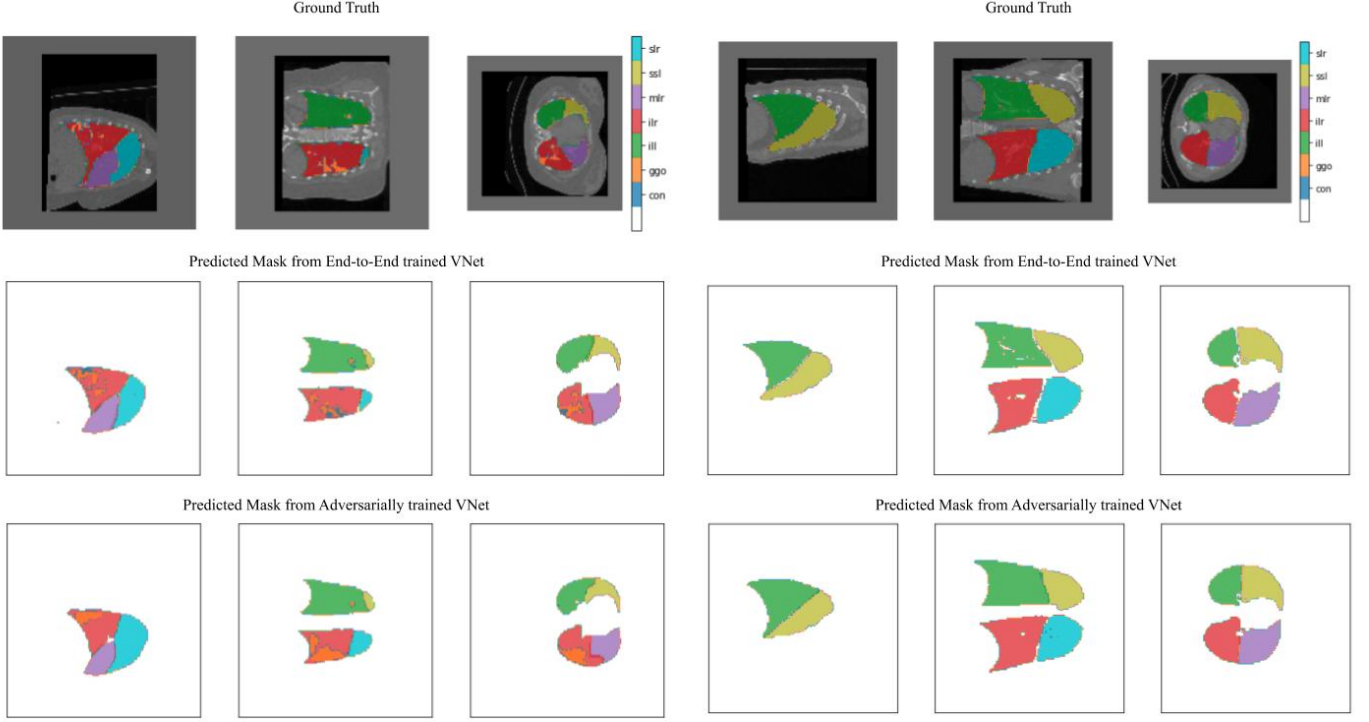 Ground Truth
Ground Truth
slr
ssl
mlr
ilr
ill
ggo
con
slr
ssl
mlr
ilr
ill
ggo
con
Predicted Mask from End-to-End trained VNet
Predicted Mask from End-to-End trained VNet
Predicted Mask from Adversarially trained VNet
Predicted Mask from Adversarially trained VNet